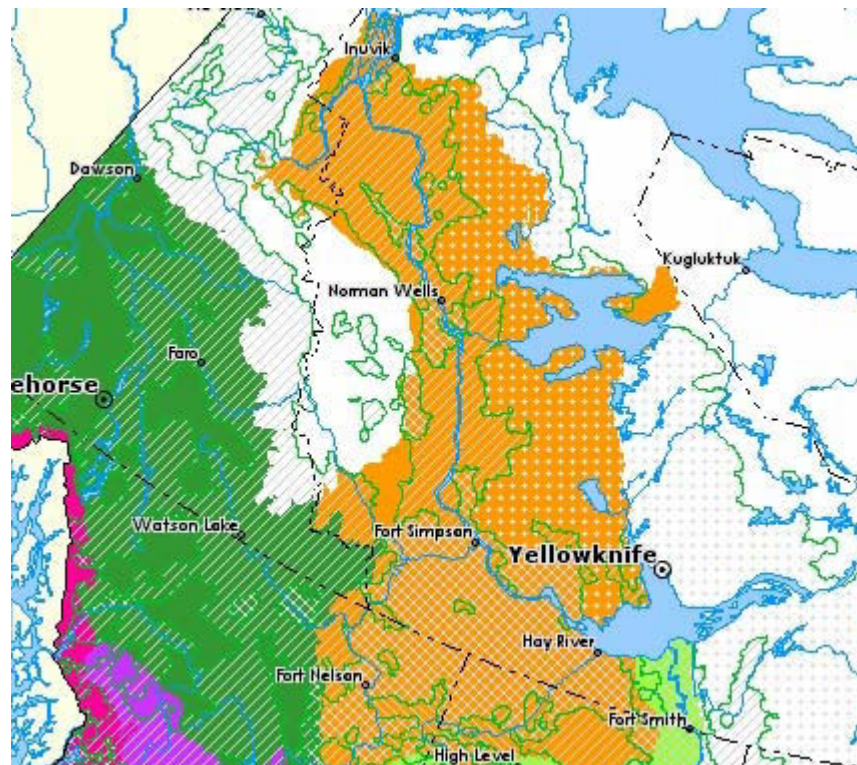 Inuvik
Dawson
Kugluktuk
Norman Wells
Faro
ehorse
Watson Lake
Fort Simpson
Yellowknife
Hay River
Fort Nelson
Fort Smith
High Level